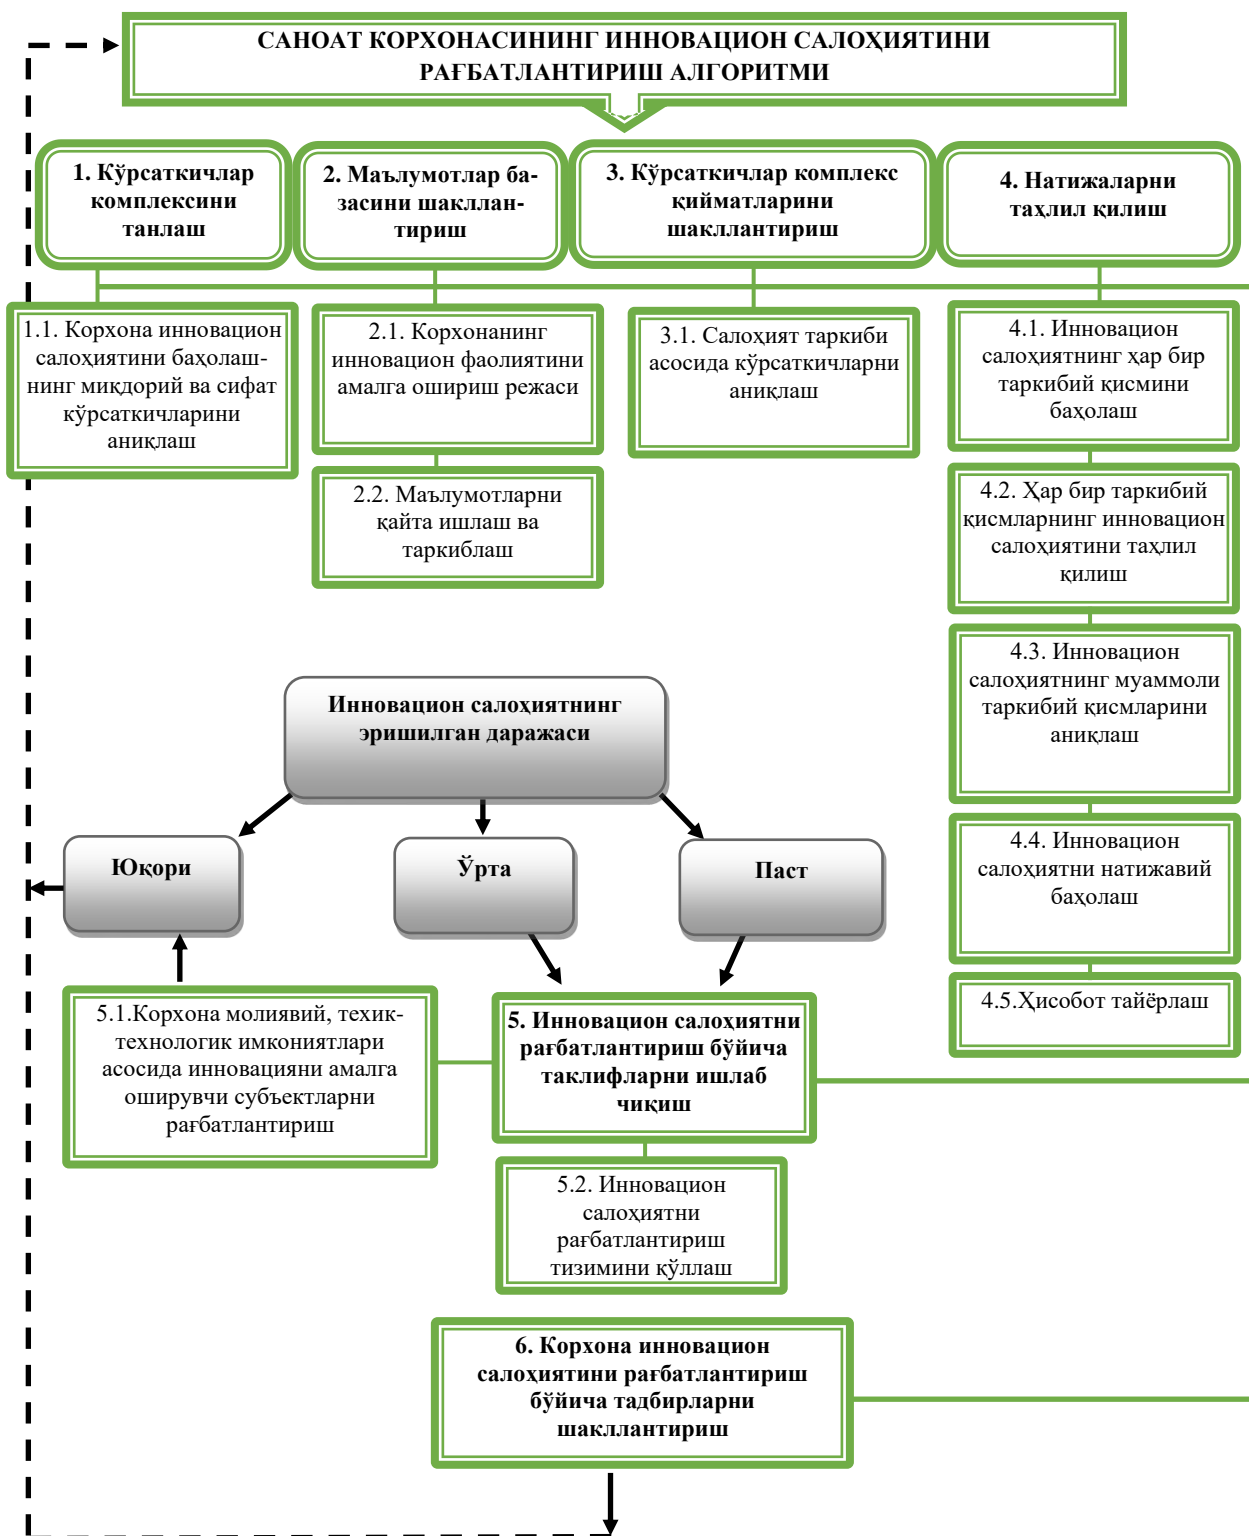 САНОАТ КОРХОНАСИНИНГ ИННОВАЦИОН САЛОҲИЯТИНИ
РАҒБАТЛАНТИРИШ АЛГОРИТМИ
1. Кўрсаткичлар
комплексини
танлаш
2. Маълумотлар ба-
засини шакллан-
тириш
3. Кўрсаткичлар комплекс
қийматларини
шакллантириш
4. Натижаларни
таҳлил қилиш
1.1. Корхона инновацион
салоҳиятини баҳолаш-
нинг миқдорий ва сифат
кўрсаткичларини
аниқлаш
2.1. Корхонанинг
инновацион фаолиятини
амалга ошириш режаси
2.2. Маълумотларни
қайта ишлаш ва
таркиблаш
3.1. Салоҳият таркиби
асосида кўрсаткичларни
аниқлаш
4.1. Инновацион
салоҳиятнинг ҳар бир
таркибий қисмини
баҳолаш
4.2. Ҳар бир таркибий
қисмларнинг инновацион
салоҳиятини таҳлил
қилиш
4.3. Инновацион
салоҳиятнинг муаммоли
таркибий қисмларини
аниқлаш
4.4. Инновацион
салоҳиятни натижавий
баҳолаш
4.5.Ҳисобот тайёрлаш
Инновацион салоҳиятнинг
эришилган даражаси
Юқори
Ўрта
Паст
5.1.Корхона молиявий, техик-
технологик имкониятлари
асосида инновацияни амалга
оширувчи субъектларни
рағбатлантириш
5. Инновацион салоҳиятни
рағбатлантириш бўйича
таклифларни ишлаб
чиқиш
5.2. Инновацион
салоҳиятни
рағбатлантириш
тизимини қўллаш
6. Корхона инновацион
салоҳиятини рағбатлантириш
бўйича тадбирларни
шакллантириш